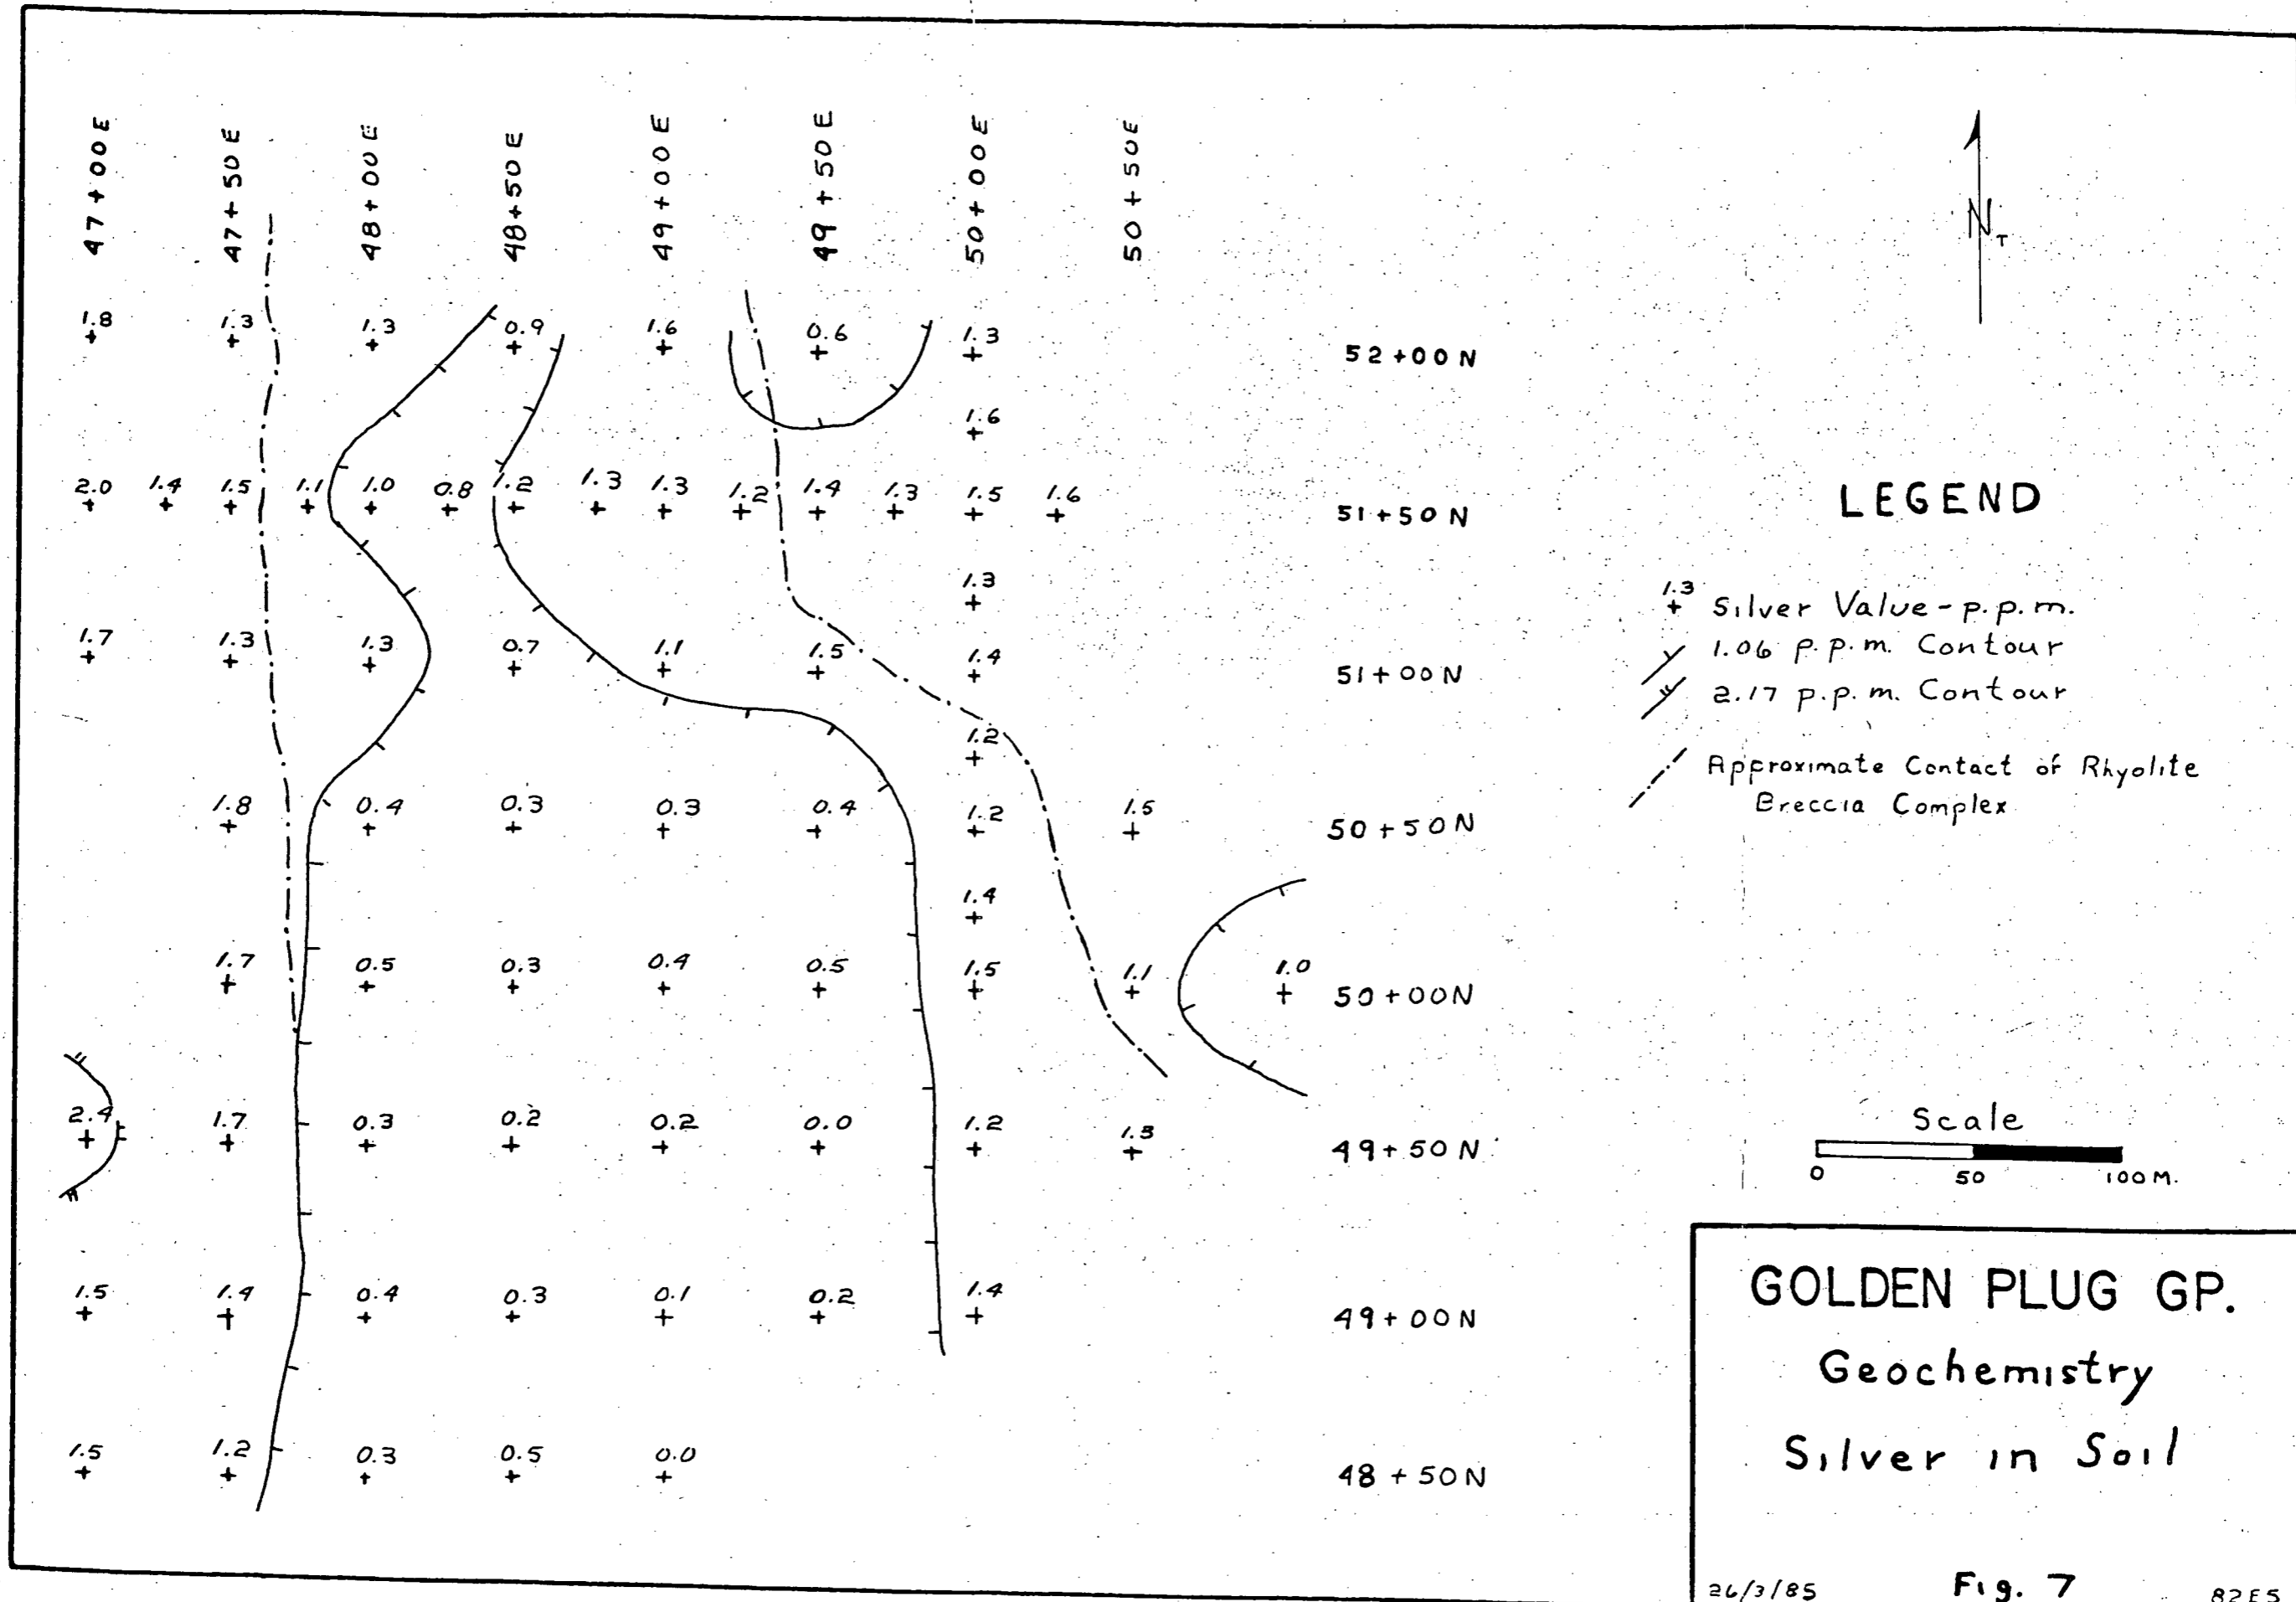 47+00E 47+50E 48+00E 48+50E 49+00E 49+50E 50+00E 50+50E
N T
1.8 1.3 1.3 0.9 1.6 0.6 1.3 52+00N
1.6
2.0 1.4 1.5 1.1 1.0 0.8 1.2 1.3 1.3 1.2 1.4 1.3 1.5 1.6 51+50N
1.3
1.7 1.3 1.3 0.7 1.1 1.5 1.4 51+00N
1.2
1.8 0.4 0.3 0.3 0.4 1.2 1.5 50+50N
1.4
1.7 0.5 0.3 0.4 0.5 1.5 1.1 1.0 50+00N
2.4 1.7 0.3 0.2 0.2 0.0 1.2 1.3 49+50N
1.5 1.4 0.4 0.3 0.1 0.2 1.4 49+00N
1.5 1.2 0.3 0.5 0.0 48+50N
LEGEND
1.3 Silver Value - p.p.m.
1.06 p.p.m. Contour
2.17 p.p.m. Contour
Approximate Contact of Rhyolite
Breccia Complex
Scale
0 50 100 M.
GOLDEN PLUG GP.
Geochemistry
Silver in Soil
26/3/85 Fig. 7 82E5